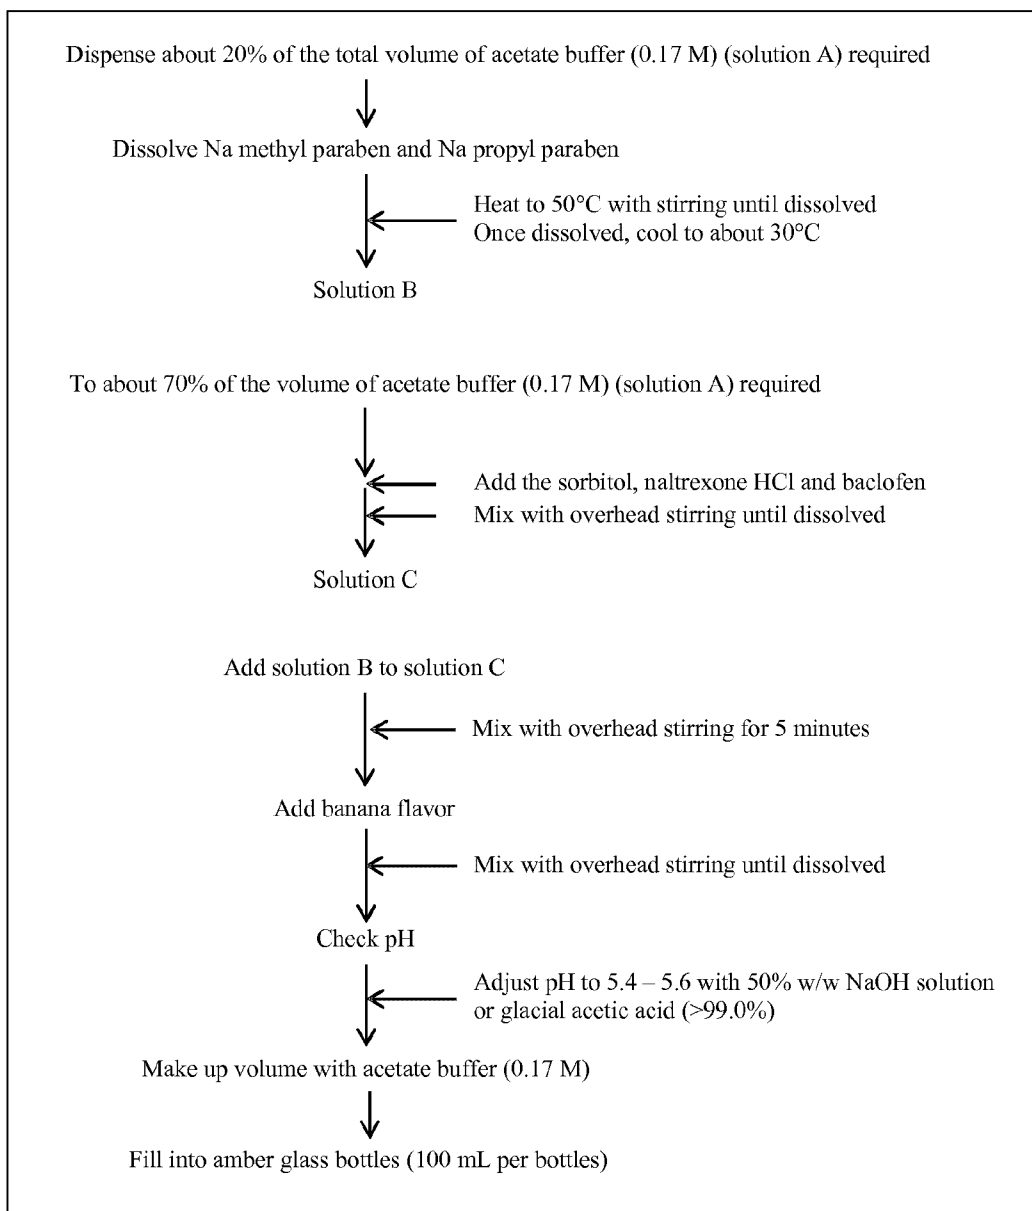 Dispense about 20% of the total volume of acetate buffer (0.17 M) (solution A) required
Dissolve Na methyl paraben and Na propyl paraben
Heat to 50°C with stirring until dissolved
Once dissolved, cool to about 30°C
Solution B
To about 70% of the volume of acetate buffer (0.17 M) (solution A) required
Add the sorbitol, naltrexone HCl and baclofen
Mix with overhead stirring until dissolved
Solution C
Add solution B to solution C
Mix with overhead stirring for 5 minutes
Add banana flavor
Mix with overhead stirring until dissolved
Check pH
Adjust pH to 5.4 – 5.6 with 50% w/w NaOH solution
or glacial acetic acid (>99.0%)
Make up volume with acetate buffer (0.17 M)
Fill into amber glass bottles (100 mL per bottles)